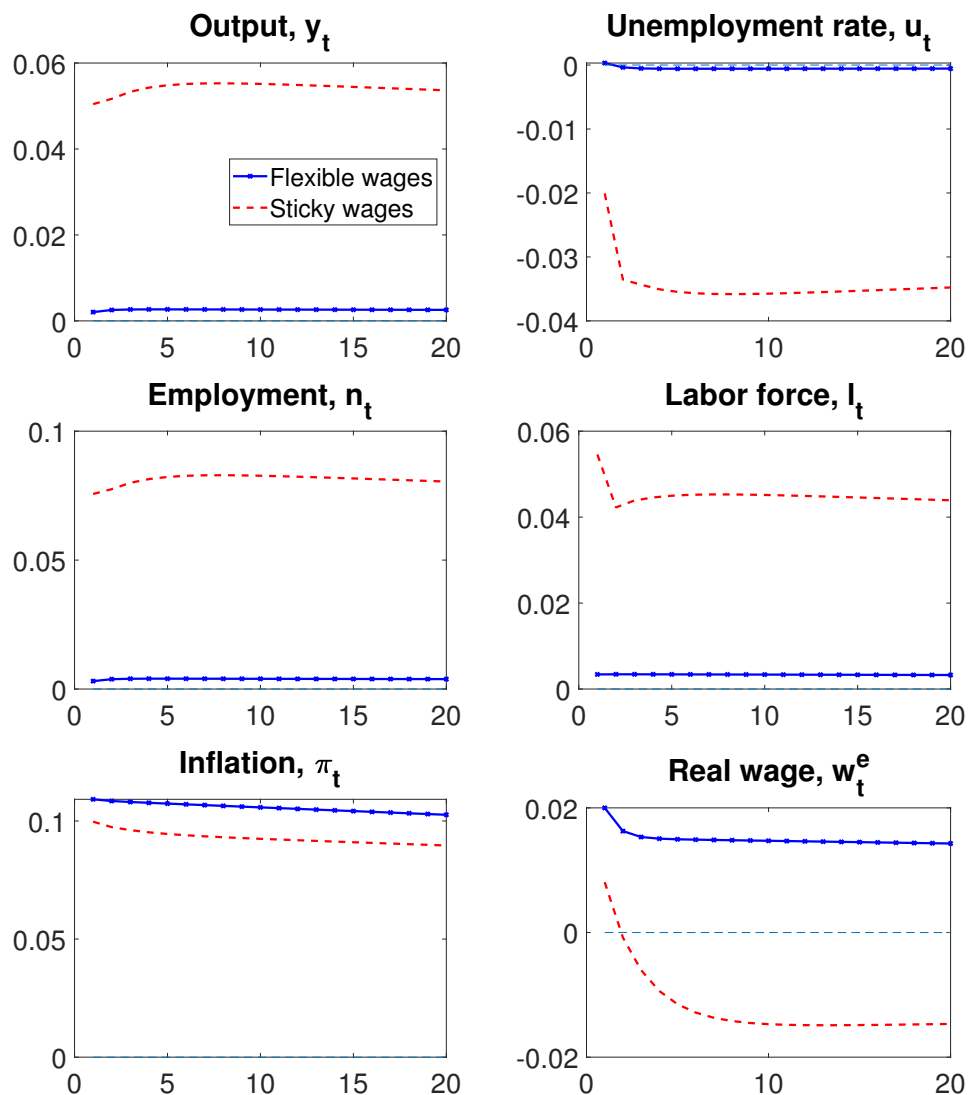 Output, y_t
0.06
0.04
0.02
0
0 5 10 15 20
Flexible wages
Sticky wages
Unemployment rate, u_t
0
-0.01
-0.02
-0.03
-0.04
0 10 20
Employment, n_t
0.1
0.05
0
0 5 10 15 20
Labor force, l_t
0.06
0.04
0.02
0
0 5 10 15 20
Inflation, π_t
0.1
0.05
0
0 5 10 15 20
Real wage, w_t^e
0.02
0
-0.02
0 10 20